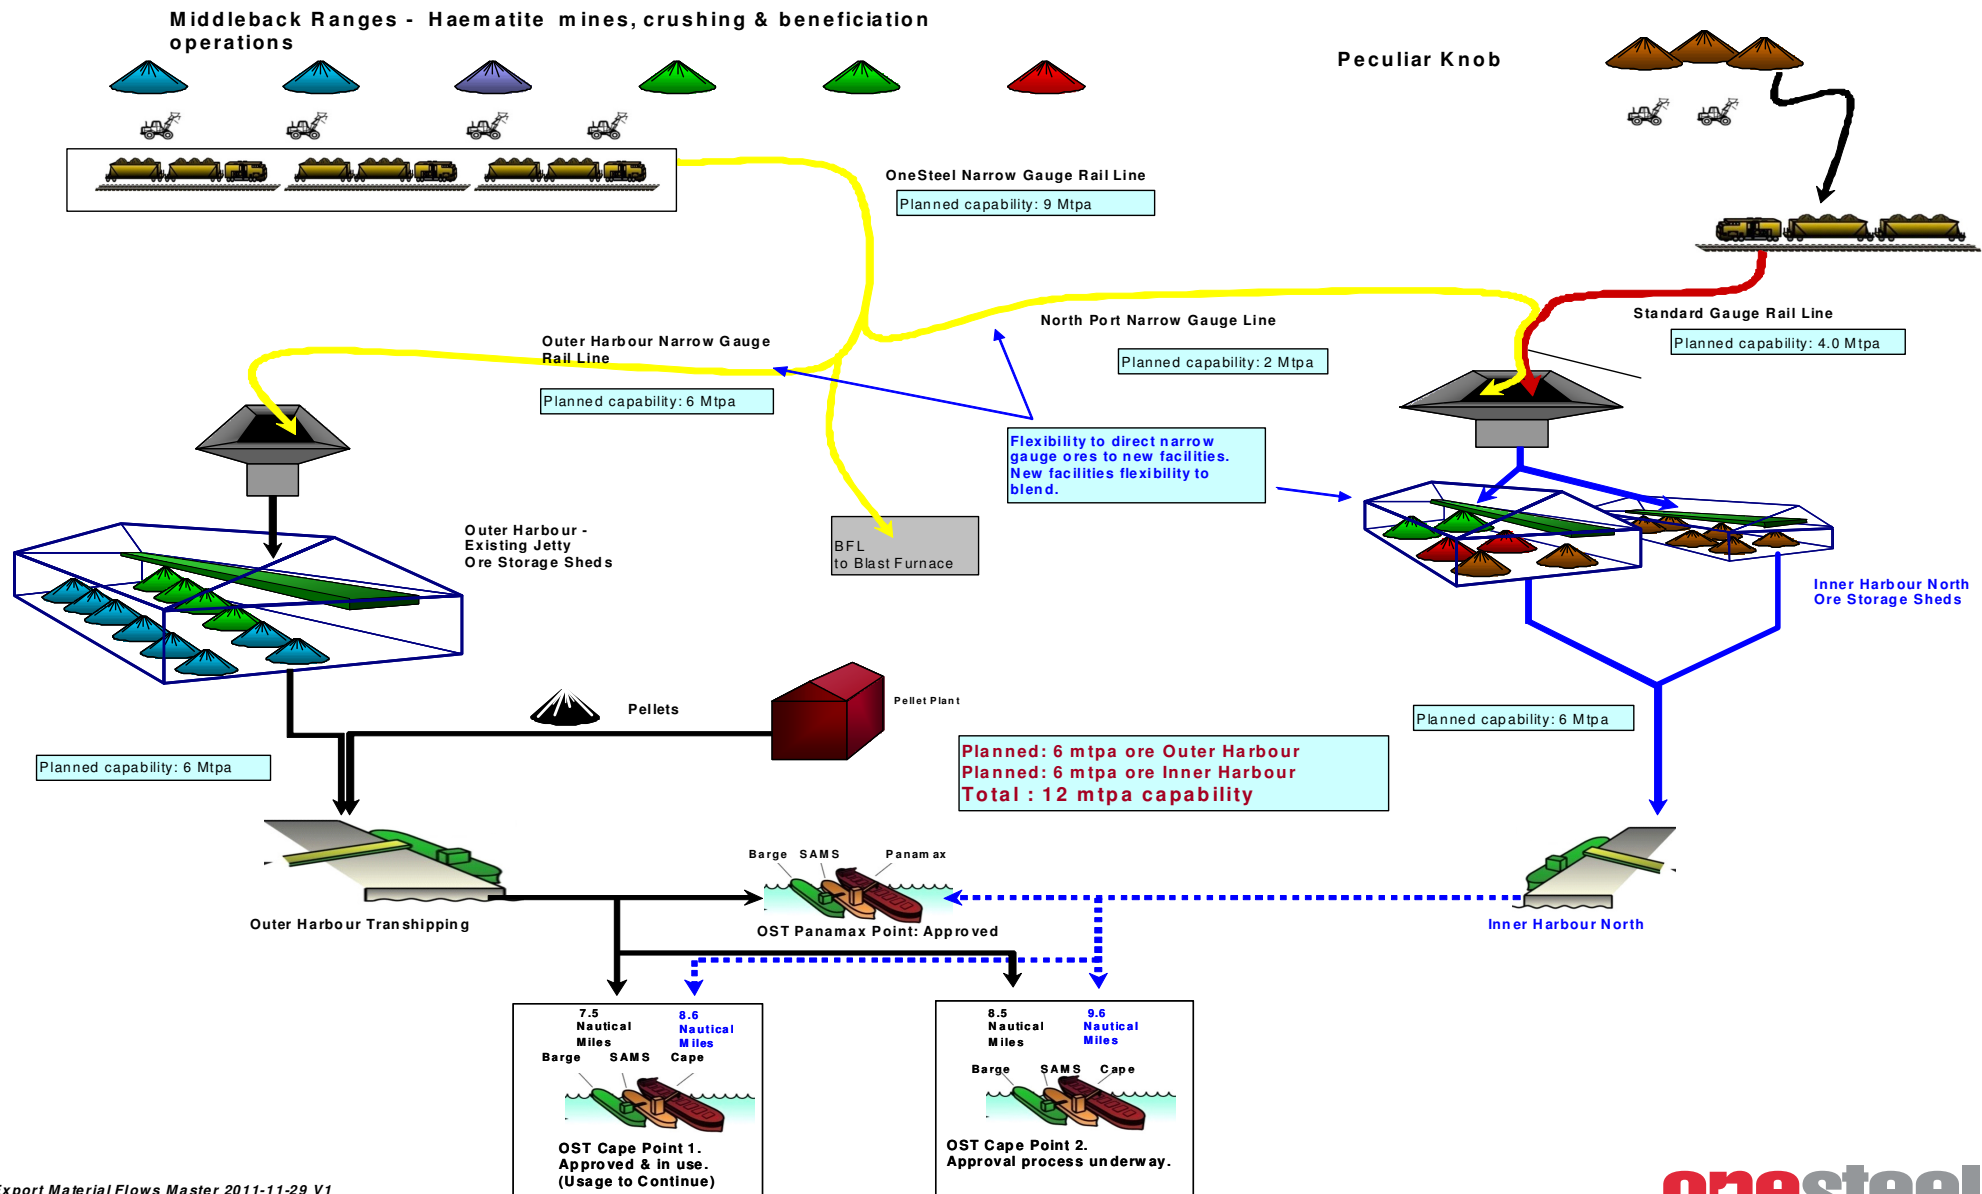 Middleback Ranges - Haematite mines, crushing & beneficiation
operations
Peculiar Knob
OneSteel Narrow Gauge Rail Line
Planned capability: 9 Mtpa
North Port Narrow Gauge Line
Planned capability: 2 Mtpa
Standard Gauge Rail Line
Planned capability: 4.0 Mtpa
Outer Harbour Narrow Gauge
Rail Line
Planned capability: 6 Mtpa
Flexibility to direct narrow
gauge ores to new facilities.
New facilities flexibility to
blend.
Outer Harbour -
Existing Jetty
Ore Storage Sheds
BFL
to Blast Furnace
Inner Harbour North
Ore Storage Sheds
Pellets
Pellet Plant
Planned capability: 6 Mtpa
Planned capability: 6 Mtpa
Planned: 6 mtpa ore Outer Harbour
Planned: 6 mtpa ore Inner Harbour
Total : 12 mtpa capability
Barge SAMS Panamax
Outer Harbour Transhipping
OST Panamax Point: Approved
Inner Harbour North
7.5
Nautical
Miles
8.6
Nautical
Miles
Barge SAMS Cape
OST Cape Point 1.
Approved & in use.
(Usage to Continue)
8.5
Nautical
Miles
9.6
Nautical
Miles
Barge SAMS Cape
OST Cape Point 2.
Approval process underway.
Export Material Flows Master 2011-11-29 V1
onesteel